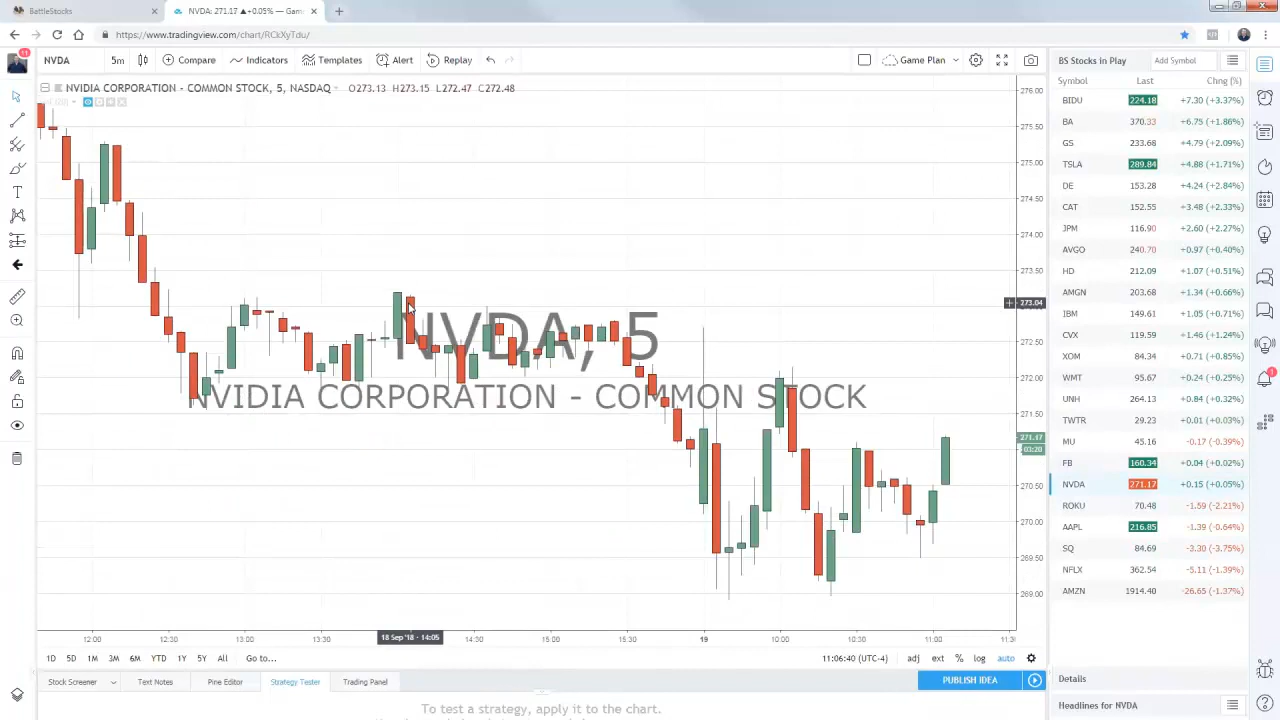 BattleStocks
NVDA: 271.17 ▲+0.05% — Gam
https://www.tradingview.com/chart/RCkXyTdu/
11
NVDA 5m Compare Indicators Templates Alert Replay Game Plan
NVIDIA CORPORATION - COMMON STOCK, 5, NASDAQ O273.13 H273.15 L272.47 C272.48
NVDA, 5
NVIDIA CORPORATION - COMMON STOCK
276.00
275.50
275.00
274.50
274.00
273.50
273.04
272.50
272.00
271.50
271.17
03:20
270.50
270.00
269.50
269.00
12:00 12:30 13:00 13:30 18 Sep '18 - 14:05 14:30 15:00 15:30 19 10:00 10:30 11:00 11:3
1D 5D 1M 3M 6M YTD 1Y 5Y All Go to... 11:06:40 (UTC-4) adj ext % log auto
Stock Screener Text Notes Pine Editor Strategy Tester Trading Panel PUBLISH IDEA
To test a strategy, apply it to the chart.
BS Stocks in Play Add Symbol
Symbol Last Chng (%)
BIDU 224.18 +7.30 (+3.37%)
BA 370.33 +6.75 (+1.86%)
GS 233.68 +4.79 (+2.09%)
TSLA 289.84 +4.88 (+1.71%)
DE 153.28 +4.24 (+2.84%)
CAT 152.55 +3.48 (+2.33%)
JPM 116.90 +2.60 (+2.27%)
AVGO 240.70 +0.97 (+0.40%)
HD 212.09 +1.07 (+0.51%)
AMGN 203.68 +1.34 (+0.66%)
IBM 149.61 +1.45 (+0.98%)
CVX 119.59 +1.46 (+1.24%)
XOM 84.34 +0.71 (+0.85%)
WMT 95.67 +0.24 (+0.25%)
UNH 264.13 +0.84 (+0.32%)
TWTR 29.23 +0.01 (+0.03%)
MU 45.16 -0.17 (-0.39%)
FB 160.34 +0.04 (+0.02%)
NVDA 271.17 +0.15 (+0.05%)
ROKU 70.48 -1.59 (-2.21%)
AAPL 216.85 -1.39 (-0.64%)
SQ 84.69 -3.30 (-3.75%)
NFLX 362.54 -5.11 (-1.39%)
AMZN 1914.40 -26.65 (-1.37%)
Details
Headlines for NVDA
1